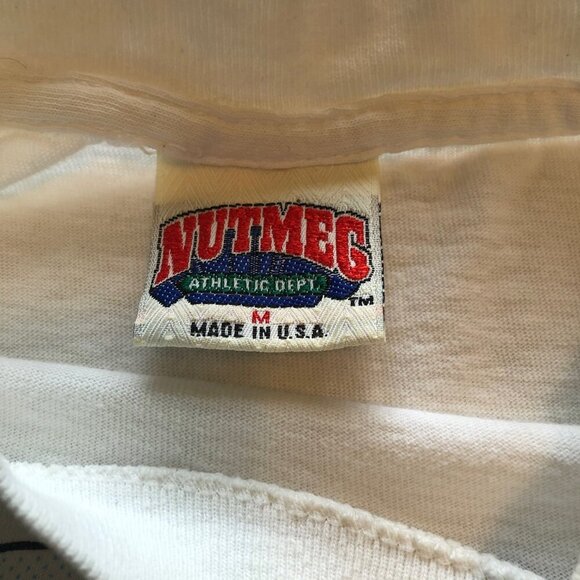 NUTMEG
ATHLETIC DEPT.
TM
M
MADE IN U.S.A.